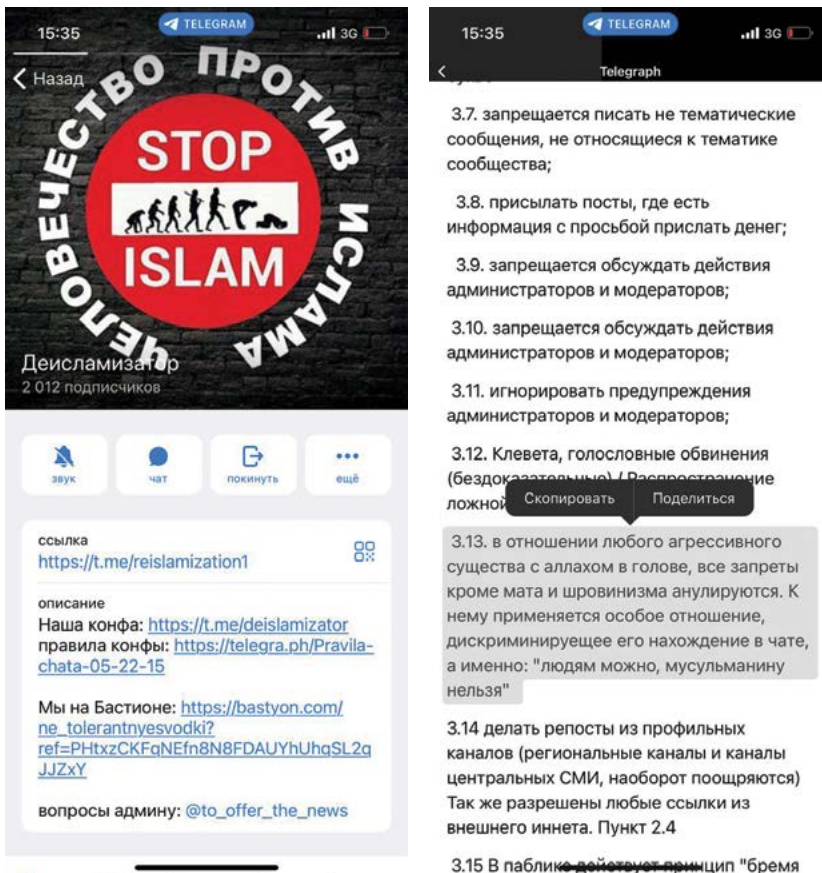 15:35
TELEGRAM
3G
Назад
ЧЕЛОВЕЧЕСТВО ПРОТИВ ИСЛАМА
STOP
ISLAM
Деисламизатор
2 012 подписчиков
звук
чат
покинуть
ещё
ссылка
https://t.me/reislamization1
описание
Наша конфа: https://t.me/deislamizator
правила конфы: https://telegra.ph/Pravila-
chata-05-22-15
Мы на Бастионе: https://bastyon.com/
ne_tolerantnyesvodki?
ref=PHtxzCKFqNEfn8N8FDAUYhUhqSL2q
JJZxY
вопросы админу: @to_offer_the_news
15:35
TELEGRAM
3G
Telegraph
3.7. запрещается писать не тематические
сообщения, не относящиеся к тематике
сообщества;
3.8. присылать посты, где есть
информация с просьбой прислать денег;
3.9. запрещается обсуждать действия
администраторов и модераторов;
3.10. запрещается обсуждать действия
администраторов и модераторов;
3.11. игнорировать предупреждения
администраторов и модераторов;
3.12. Клевета, голословные обвинения
(бездоказательные) / Распространение
ложной
Скопировать
Поделиться
3.13. в отношении любого агрессивного
существа с аллахом в голове, все запреты
кроме мата и шровинизма анулируются. К
нему применяется особое отношение,
дискриминируещее его нахождение в чате,
а именно: "людям можно, мусульманину
нельзя"
3.14 делать репосты из профильных
каналов (региональные каналы и каналы
центральных СМИ, наоборот поощряются)
Так же разрешены любые ссылки из
внешнего иннета. Пункт 2.4
3.15 В паблике действует принцип "бремя